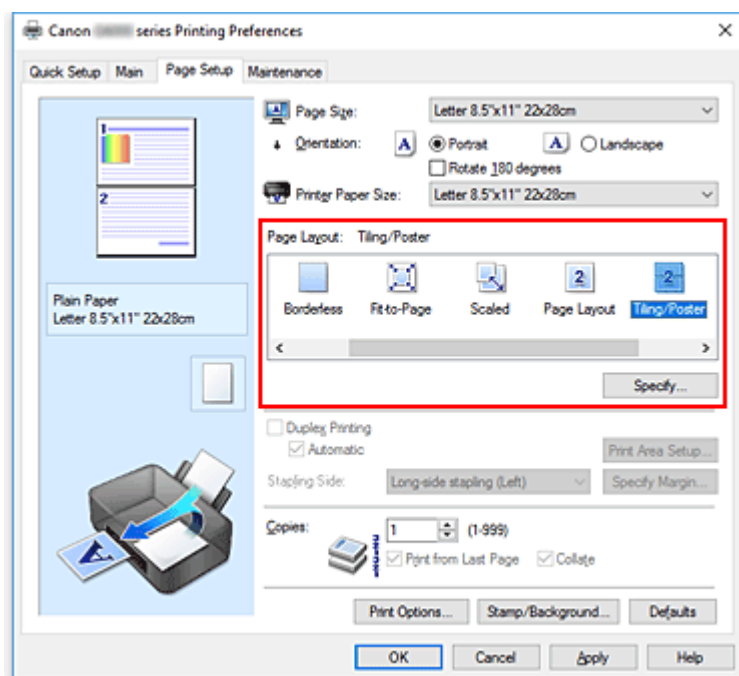 Canon series Printing Preferences
Quick Setup Main Page Setup Maintenance
1
2
Plain Paper
Letter 8.5"x11" 22x28cm
Page Size: Letter 8.5"x11" 22x28cm
Orientation: A Portrait A Landscape
Rotate 180 degrees
Printer Paper Size: Letter 8.5"x11" 22x28cm
Page Layout: Tiling/Poster
2 2
Borderless Fit-to-Page Scaled Page Layout Tiling/Poster
Specify...
Duplex Printing
Automatic Print Area Setup...
Stapling Side: Long-side stapling (Left) Specify Margin...
Copies: 1 (1-999)
Print from Last Page Collate
A
Print Options... Stamp/Background... Defaults
OK Cancel Apply Help